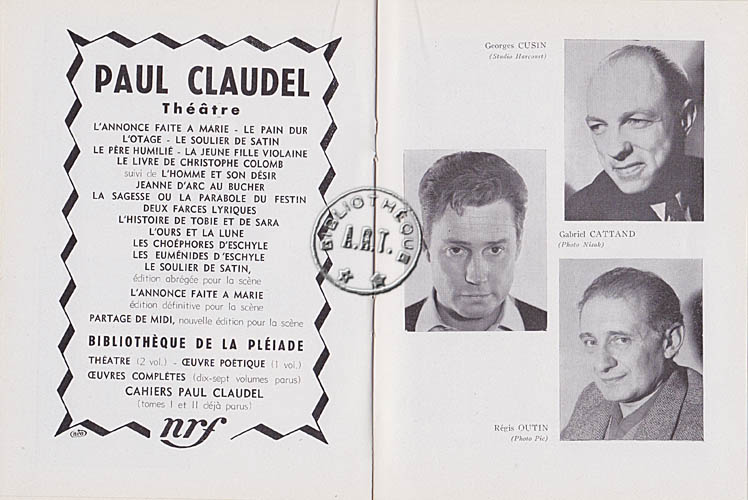 PAUL CLAUDEL
Théâtre
L'ANNONCE FAITE A MARIE - LE PAIN DUR
L'OTAGE - LE SOULIER DE SATIN
LE PÈRE HUMILIÉ - LA JEUNE FILLE VIOLAINE
LE LIVRE DE CHRISTOPHE COLOMB
suivi de L'HOMME ET SON DÉSIR
JEANNE D'ARC AU BUCHER
LA SAGESSE OU LA PARABOLE DU FESTIN
DEUX FARCES LYRIQUES
L'HISTOIRE DE TOBIE ET DE SARA
L'OURS ET LA LUNE
LES CHOÉPHORES D'ESCHYLE
LES EUMÉNIDES D'ESCHYLE
LE SOULIER DE SATIN,
édition abrégée pour la scène
L'ANNONCE FAITE A MARIE
édition définitive pour la scène
PARTAGE DE MIDI, nouvelle édition pour la scène
BIBLIOTHÈQUE DE LA PLÉIADE
THÉÂTRE (2 vol.) - ŒUVRE POÉTIQUE (1 vol.)
ŒUVRES COMPLÈTES (dix-sept volumes parus)
CAHIERS PAUL CLAUDEL
(tomes I et II déjà parus)
nrf
BIBLIOTHÈQUE
A.R.T.
Georges CUSIN
(Studio Harcourt)
Gabriel CATTAND
(Photo Nisak)
Régis OUTIN
(Photo Pic)